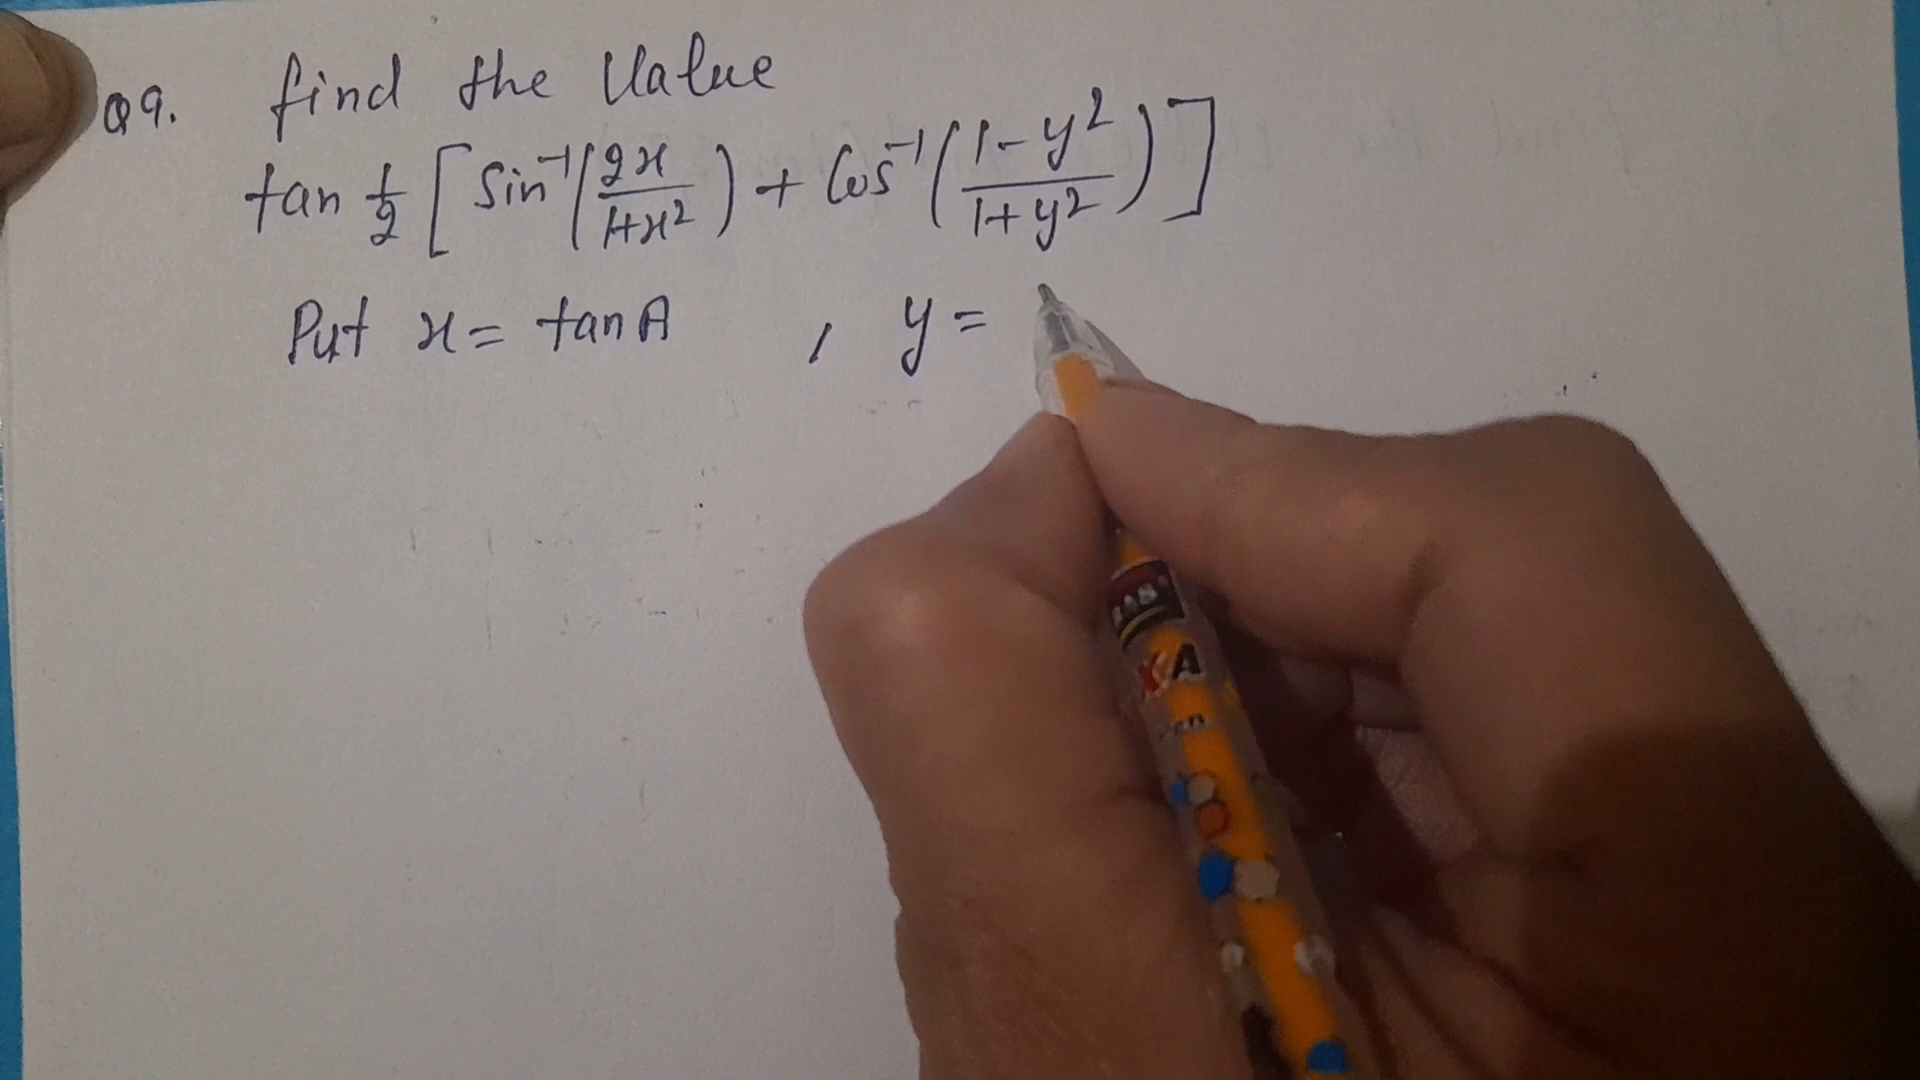 Q9. find the Value
tan 1/2 [ Sin⁻¹(2x/1+x²) + Cos⁻¹(1-y²/1+y²) ]
Put x = tan A , y =